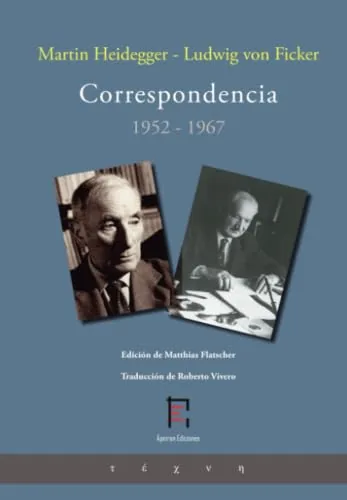 Martin Heidegger - Ludwig von Ficker
Correspondencia
1952 - 1967
Edición de Matthias Flatscher
Traducción de Roberto Vivero
Apeiron Ediciones
τ έ χ ν η